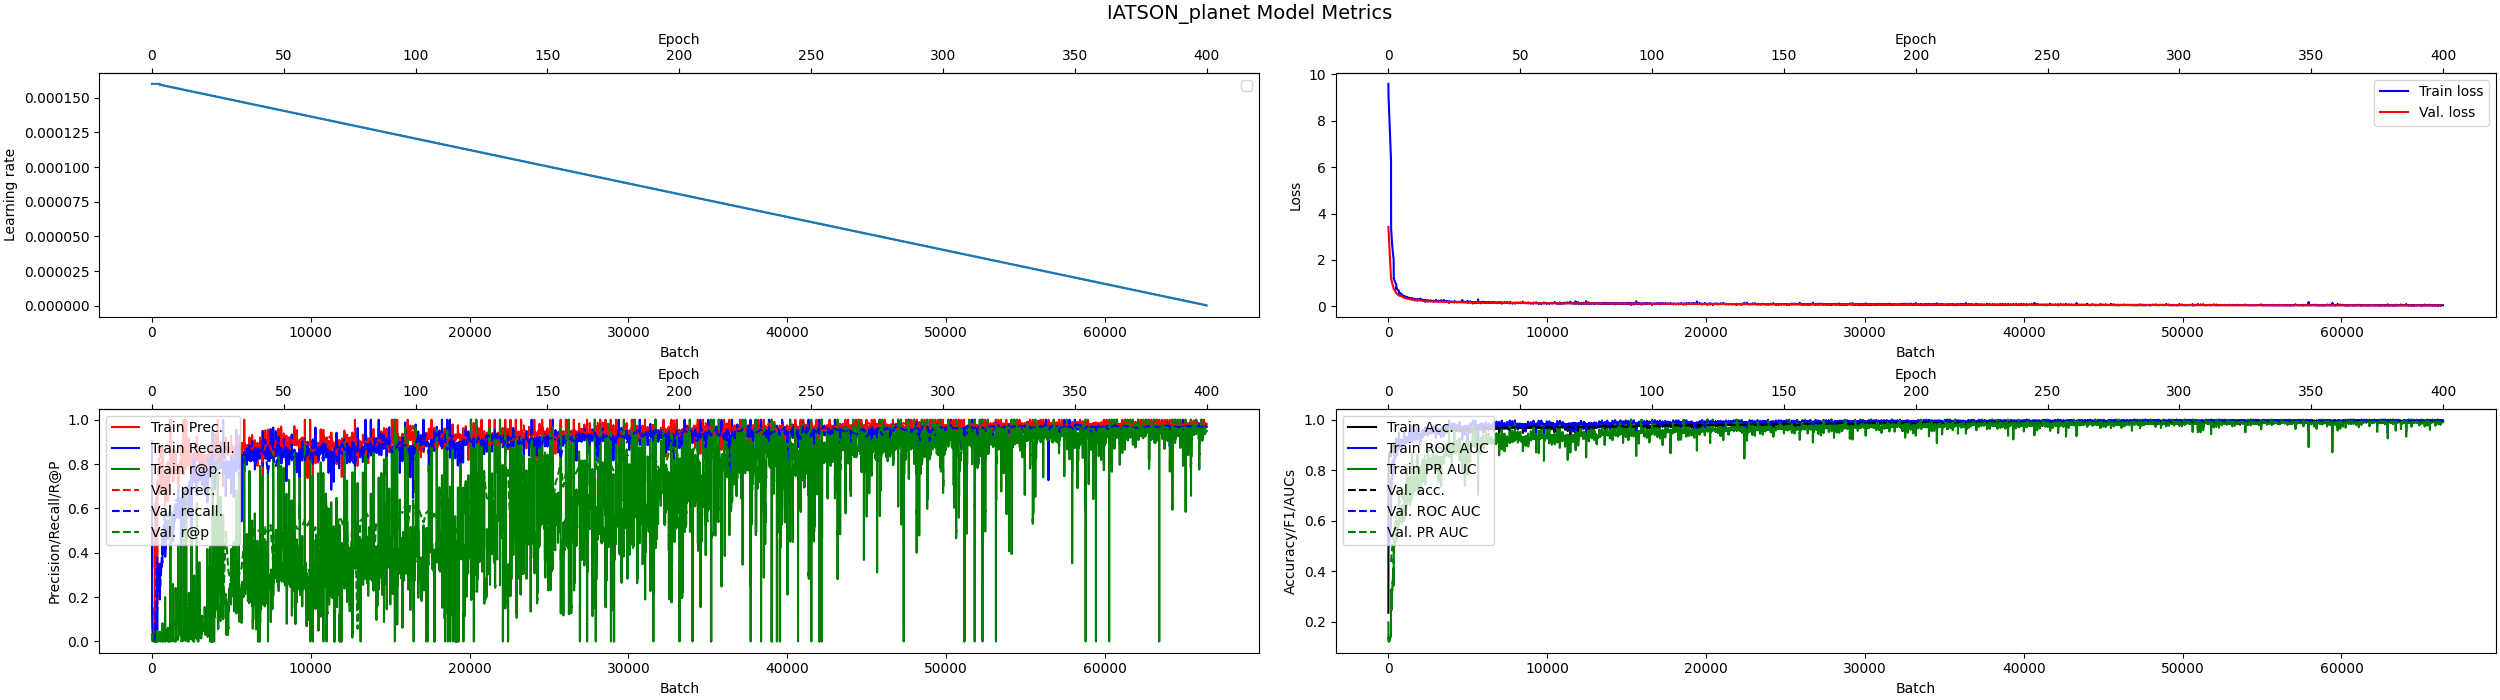 IATSON_planet Model Metrics
Epoch
0 50 100 150 200 250 300 350 400
Learning rate
0.000150
0.000125
0.000100
0.000075
0.000050
0.000025
0.000000
0 10000 20000 30000 40000 50000 60000
Batch
Epoch
0 50 100 150 200 250 300 350 400
Loss
10
8
6
4
2
0
Train loss
Val. loss
0 10000 20000 30000 40000 50000 60000
Batch
Epoch
0 50 100 150 200 250 300 350 400
Precision/Recall/R@P
1.0
0.8
0.6
0.4
0.2
0.0
Train Prec.
Train Recall.
Train r@p.
Val. prec.
Val. recall.
Val. r@p
0 10000 20000 30000 40000 50000 60000
Batch
Epoch
0 50 100 150 200 250 300 350 400
Accuracy/F1/AUCs
1.0
0.8
0.6
0.4
0.2
Train Acc.
Train ROC AUC
Train PR AUC
Val. acc.
Val. ROC AUC
Val. PR AUC
0 10000 20000 30000 40000 50000 60000
Batch